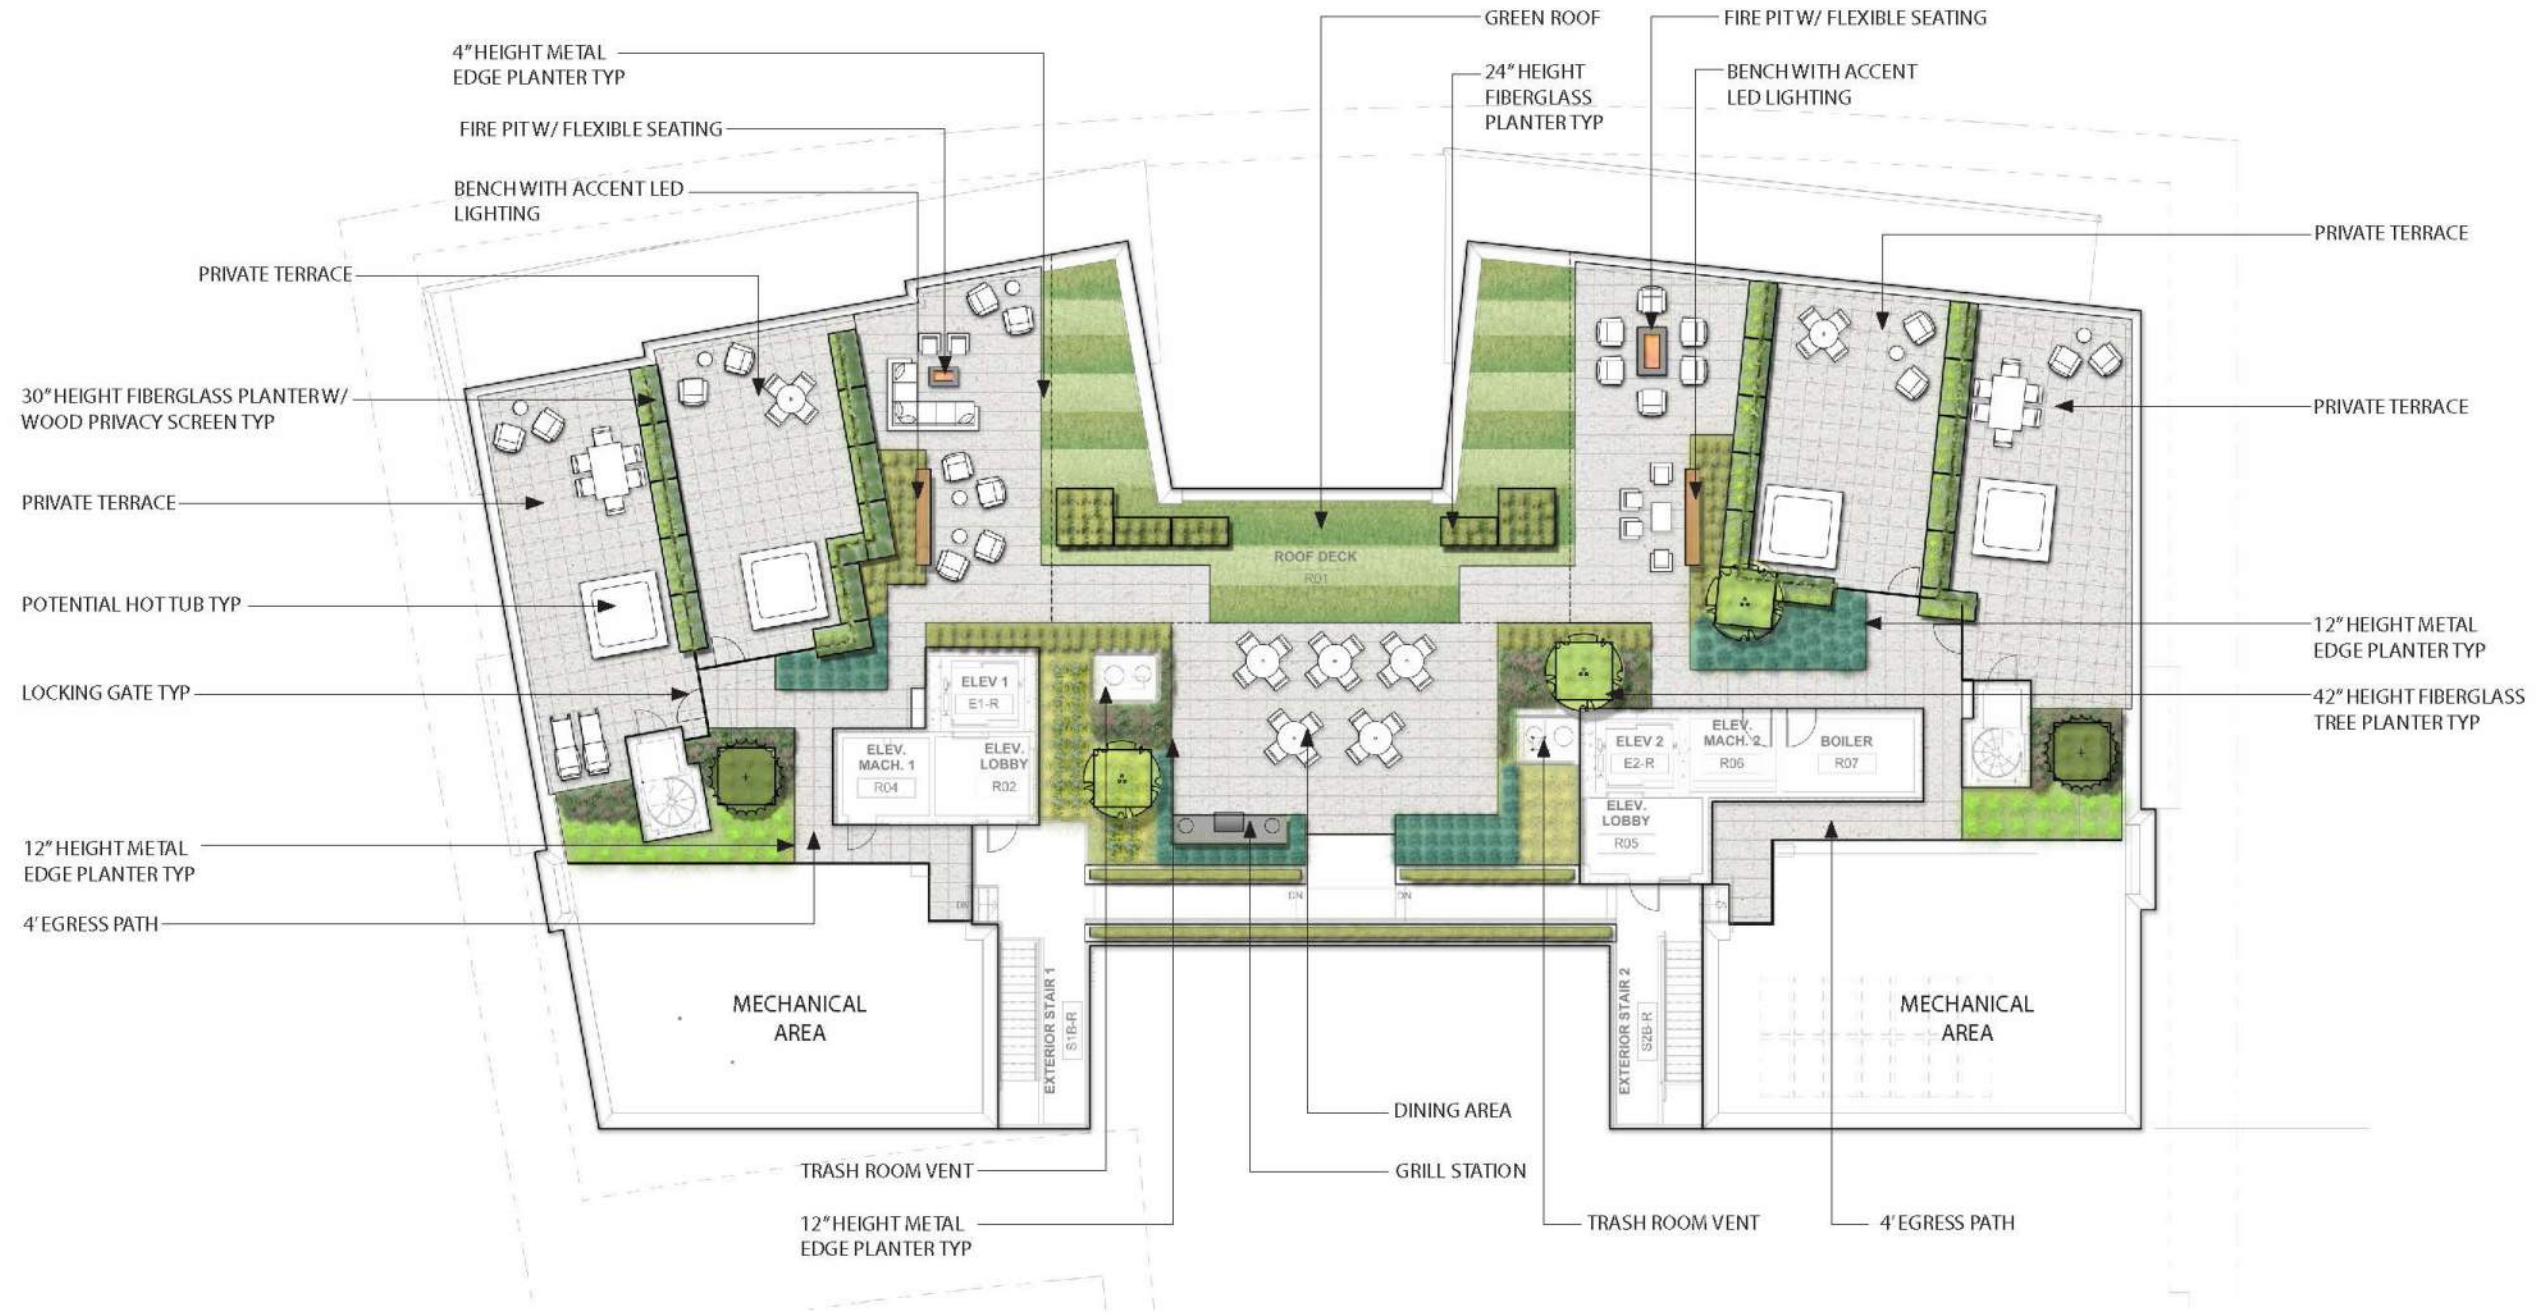 GREEN ROOF
FIRE PIT W/ FLEXIBLE SEATING
4" HEIGHT METAL
EDGE PLANTER TYP
24" HEIGHT
FIBERGLASS
PLANTER TYP
BENCH WITH ACCENT
LED LIGHTING
FIRE PIT W/ FLEXIBLE SEATING
BENCH WITH ACCENT LED
LIGHTING
PRIVATE TERRACE
PRIVATE TERRACE
30" HEIGHT FIBERGLASS PLANTER W/
WOOD PRIVACY SCREEN TYP
PRIVATE TERRACE
PRIVATE TERRACE
ROOF DECK
R01
POTENTIAL HOT TUB TYP
12" HEIGHT METAL
EDGE PLANTER TYP
LOCKING GATE TYP
42" HEIGHT FIBERGLASS
TREE PLANTER TYP
ELEV 1
E1-R
ELEV.
MACH. 1
R04
ELEV.
LOBBY
R02
ELEV 2
E2-R
ELEV.
MACH. 2
R06
BOILER
R07
ELEV.
LOBBY
R05
12" HEIGHT METAL
EDGE PLANTER TYP
4' EGRESS PATH
DN
DN
DN
MECHANICAL
AREA
EXTERIOR STAIR 1
S1B-R
EXTERIOR STAIR 2
S2B-R
MECHANICAL
AREA
DINING AREA
TRASH ROOM VENT
GRILL STATION
12" HEIGHT METAL
EDGE PLANTER TYP
TRASH ROOM VENT
4' EGRESS PATH